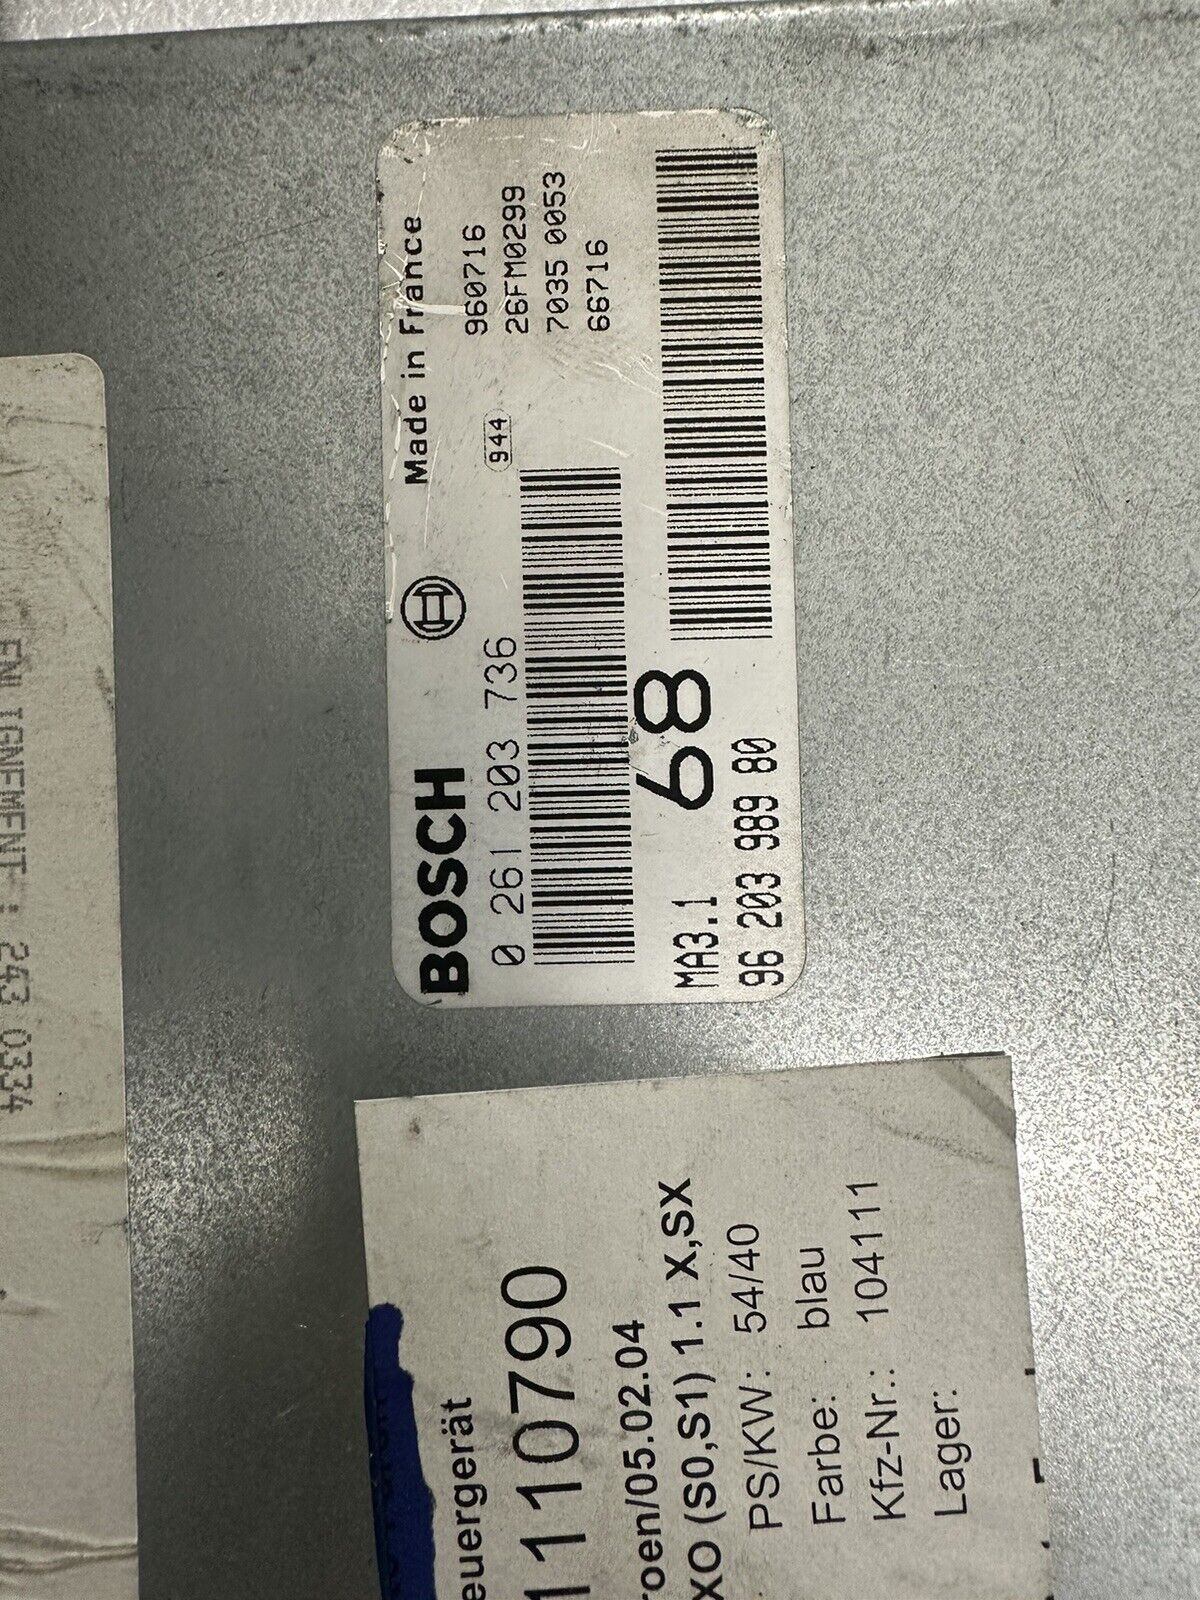 ENLIGNEMENT : 243 0334
BOSCH
Made in France
0 261 203 736
944
960716
26FM0299
7035 0053
66716
68
MA3.1
96 203 989 80
euergerät
1110790
roen/05.02.04
XO (S0,S1) 1.1 X,SX
PS/KW: 54/40
Farbe: blau
Kfz-Nr.: 104111
Lager: